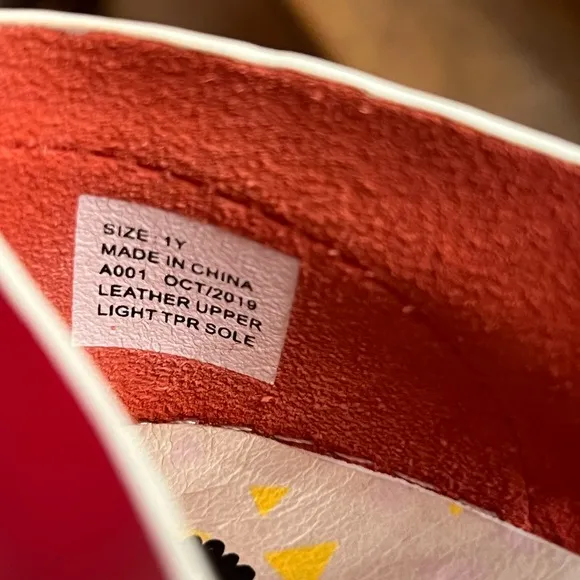 SIZE : 1Y
MADE IN CHINA
A001 OCT/2019
LEATHER UPPER
LIGHT TPR SOLE